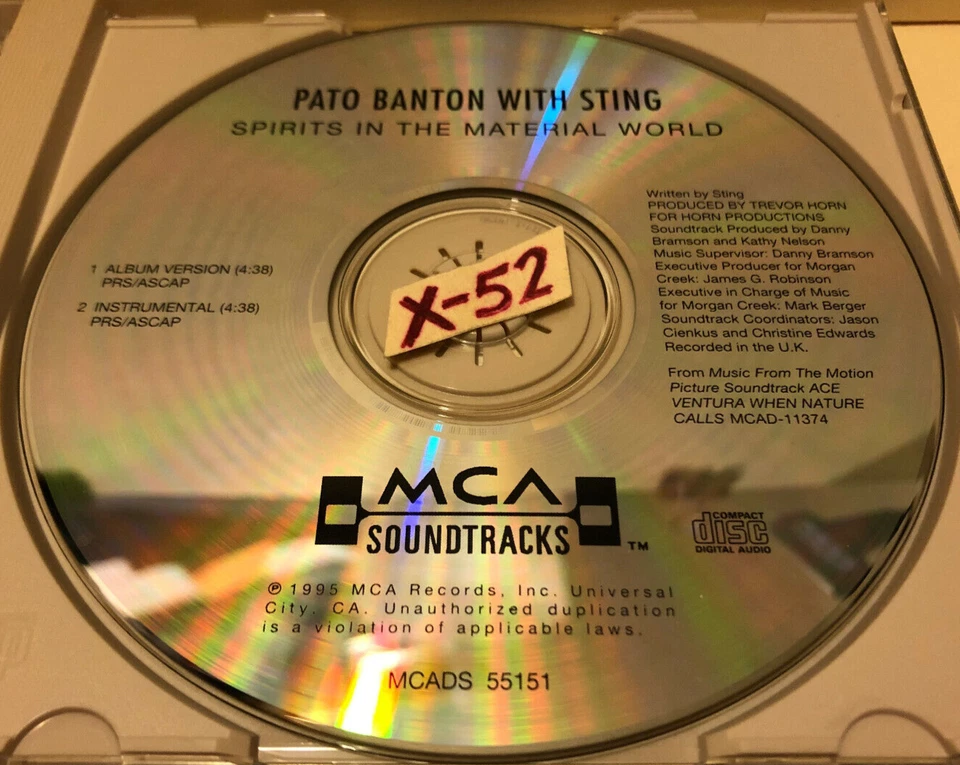 PATO BANTON WITH STING
SPIRITS IN THE MATERIAL WORLD
1 ALBUM VERSION (4:38)
PRS/ASCAP
2 INSTRUMENTAL (4:38)
PRS/ASCAP
X-52
Written by Sting
PRODUCED BY TREVOR HORN
FOR HORN PRODUCTIONS
Soundtrack Produced by Danny
Bramson and Kathy Nelson
Music Supervisor: Danny Bramson
Executive Producer for Morgan
Creek: James G. Robinson
Executive in Charge of Music
for Morgan Creek: Mark Berger
Soundtrack Coordinators: Jason
Cienkus and Christine Edwards
Recorded in the U.K.
From Music From The Motion
Picture Soundtrack ACE
VENTURA WHEN NATURE
CALLS MCAD-11374
MCA
SOUNDTRACKS ™
COMPACT
disc
DIGITAL AUDIO
℗ 1995 MCA Records, Inc. Universal
City, CA. Unauthorized duplication
is a violation of applicable laws.
MCADS 55151